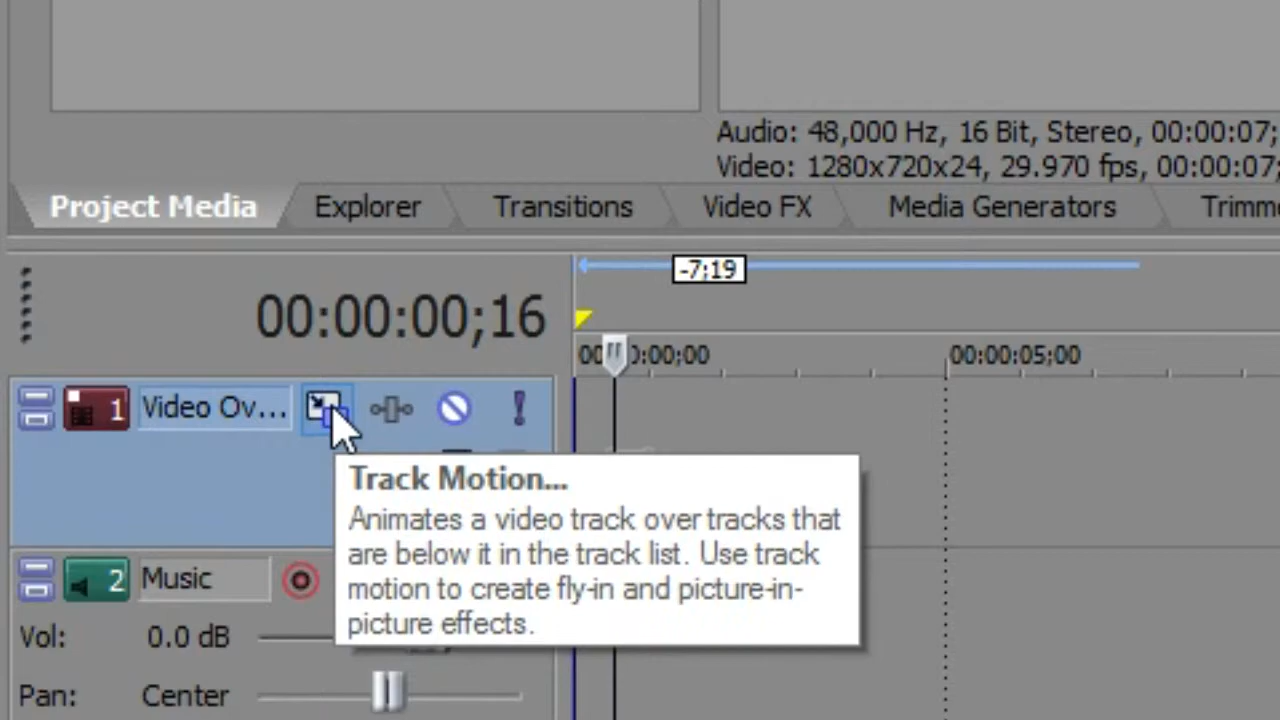 Audio: 48,000 Hz, 16 Bit, Stereo, 00:00:07;
Video: 1280x720x24, 29.970 fps, 00:00:07;
Project Media Explorer Transitions Video FX Media Generators
-7;19
00:00:00;16
00:00:05;00
1 Video Ov...
Track Motion...
Animates a video track over tracks that
are below it in the track list. Use track
motion to create fly-in and picture-in-
picture effects.
2 Music
Vol: 0.0 dB
Pan: Center